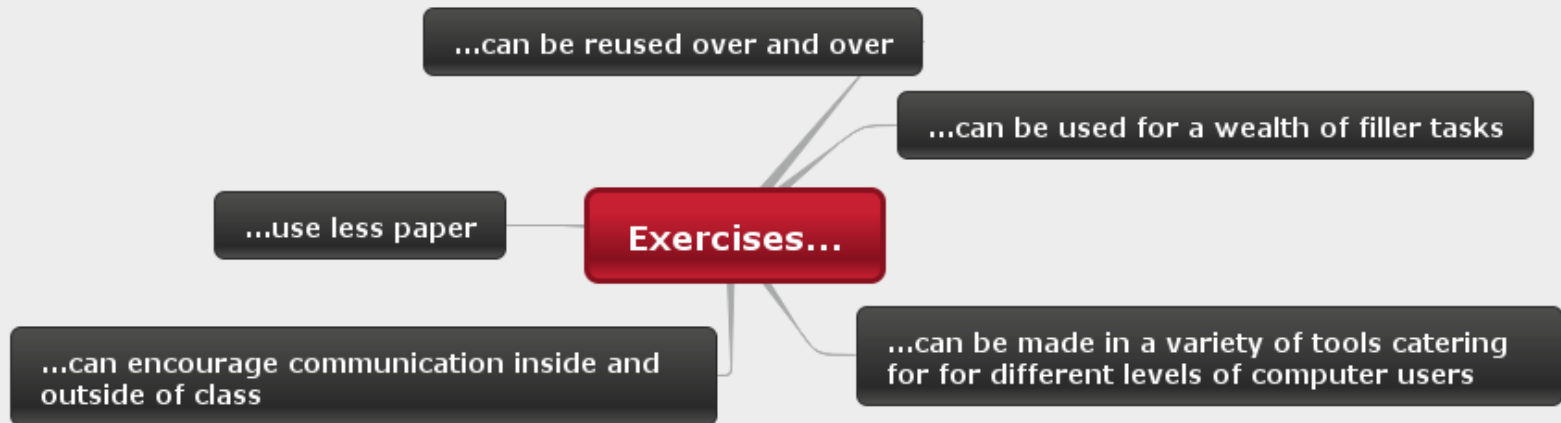 ...can be reused over and over
...can be used for a wealth of filler tasks
...use less paper
Exercises...
...can encourage communication inside and
outside of class
...can be made in a variety of tools catering
for for different levels of computer users